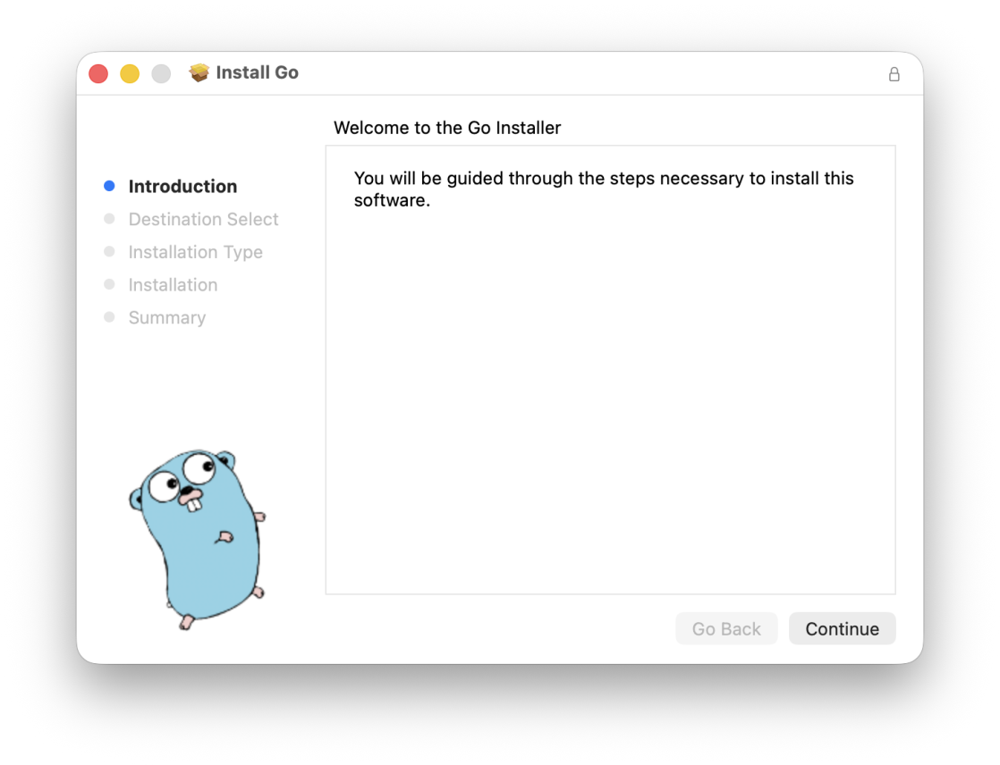 Install Go
Welcome to the Go Installer
Introduction
Destination Select
Installation Type
Installation
Summary
You will be guided through the steps necessary to install this
software.
Go Back
Continue